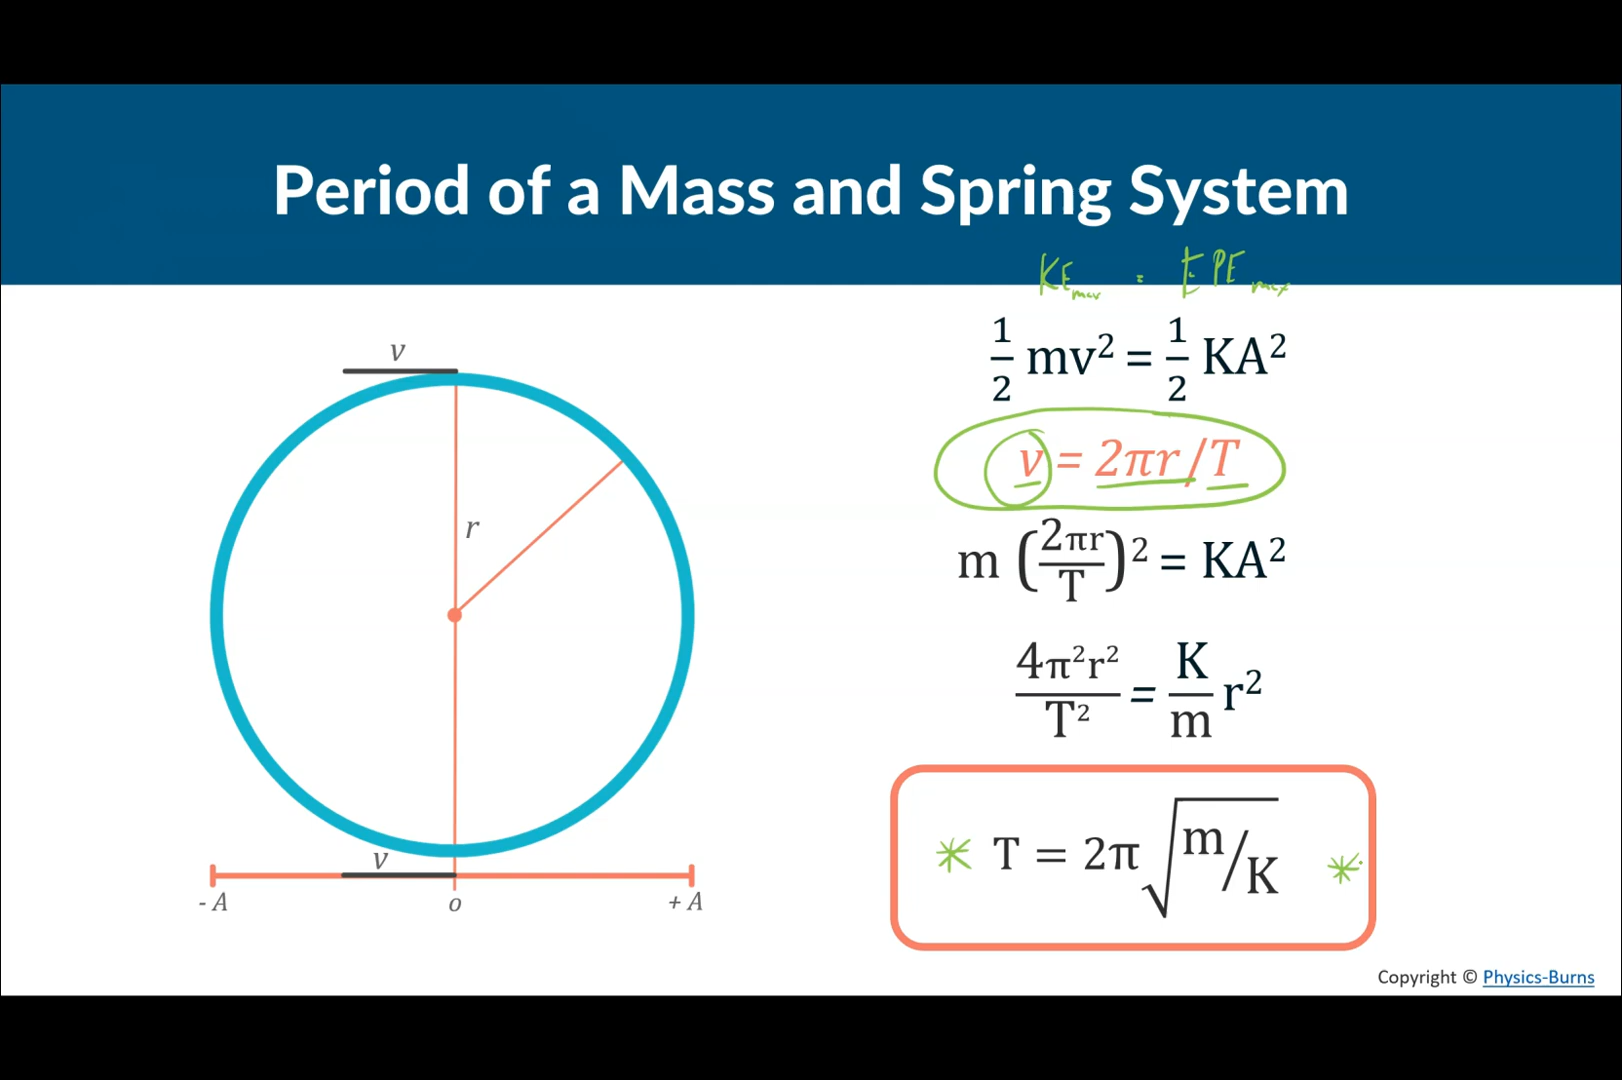 Period of a Mass and Spring System
KE max = EPE max
1/2 mv² = 1/2 KA²
v = 2πr/T
m (2πr/T)² = KA²
4π²r²/T² = K/m r²
* T = 2π √m/K *
v
r
v
- A o + A
Copyright © Physics-Burns